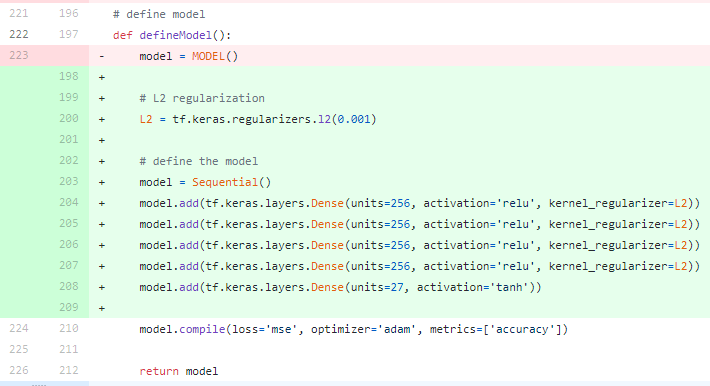 221 196 # define model
222 197 def defineModel():
223 - model = MODEL()
198 +
199 + # L2 regularization
200 + L2 = tf.keras.regularizers.l2(0.001)
201 +
202 + # define the model
203 + model = Sequential()
204 + model.add(tf.keras.layers.Dense(units=256, activation='relu', kernel_regularizer=L2))
205 + model.add(tf.keras.layers.Dense(units=256, activation='relu', kernel_regularizer=L2))
206 + model.add(tf.keras.layers.Dense(units=256, activation='relu', kernel_regularizer=L2))
207 + model.add(tf.keras.layers.Dense(units=256, activation='relu', kernel_regularizer=L2))
208 + model.add(tf.keras.layers.Dense(units=27, activation='tanh'))
209 +
224 210 model.compile(loss='mse', optimizer='adam', metrics=['accuracy'])
225 211
226 212 return model